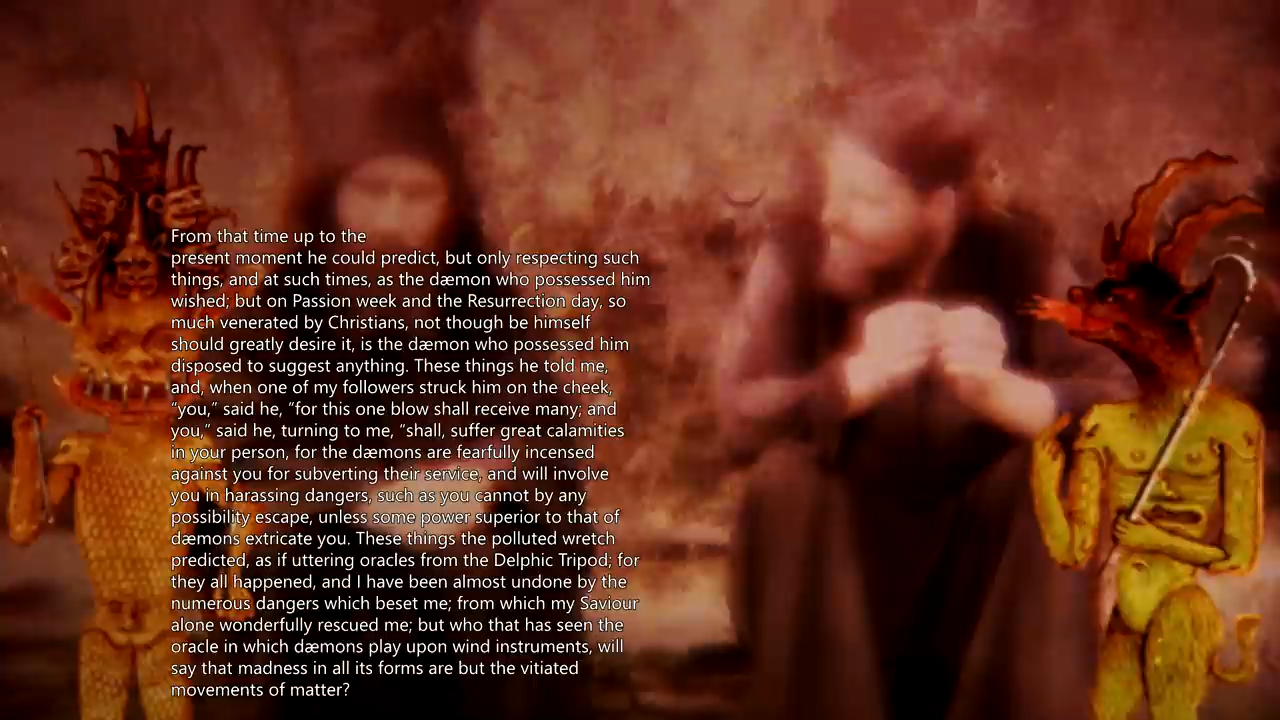 From that time up to the
present moment he could predict, but only respecting such
things, and at such times, as the dæmon who possessed him
wished; but on Passion week and the Resurrection day, so
much venerated by Christians, not though be himself
should greatly desire it, is the dæmon who possessed him
disposed to suggest anything. These things he told me,
and, when one of my followers struck him on the cheek,
“you,” said he, “for this one blow shall receive many; and
you,” said he, turning to me, “shall, suffer great calamities
in your person, for the dæmons are fearfully incensed
against you for subverting their service, and will involve
you in harassing dangers, such as you cannot by any
possibility escape, unless some power superior to that of
dæmons extricate you. These things the polluted wretch
predicted, as if uttering oracles from the Delphic Tripod; for
they all happened, and I have been almost undone by the
numerous dangers which beset me; from which my Saviour
alone wonderfully rescued me; but who that has seen the
oracle in which dæmons play upon wind instruments, will
say that madness in all its forms are but the vitiated
movements of matter?